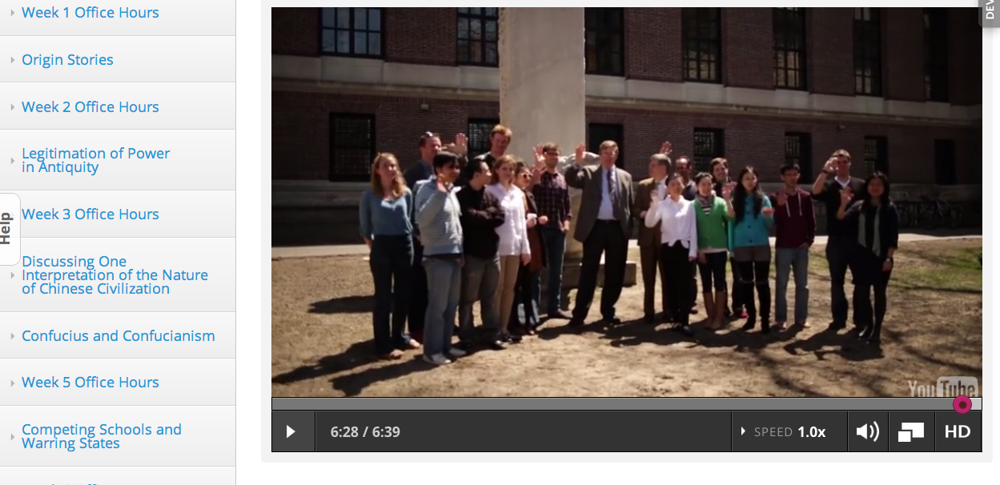 Week 1 Office Hours
Origin Stories
Week 2 Office Hours
Legitimation of Power
in Antiquity
Week 3 Office Hours
Help
Discussing One
Interpretation of the Nature
of Chinese Civilization
Confucius and Confucianism
Week 5 Office Hours
Competing Schools and
Warring States
DEV
YouTube
6:28 / 6:39
SPEED 1.0x
HD